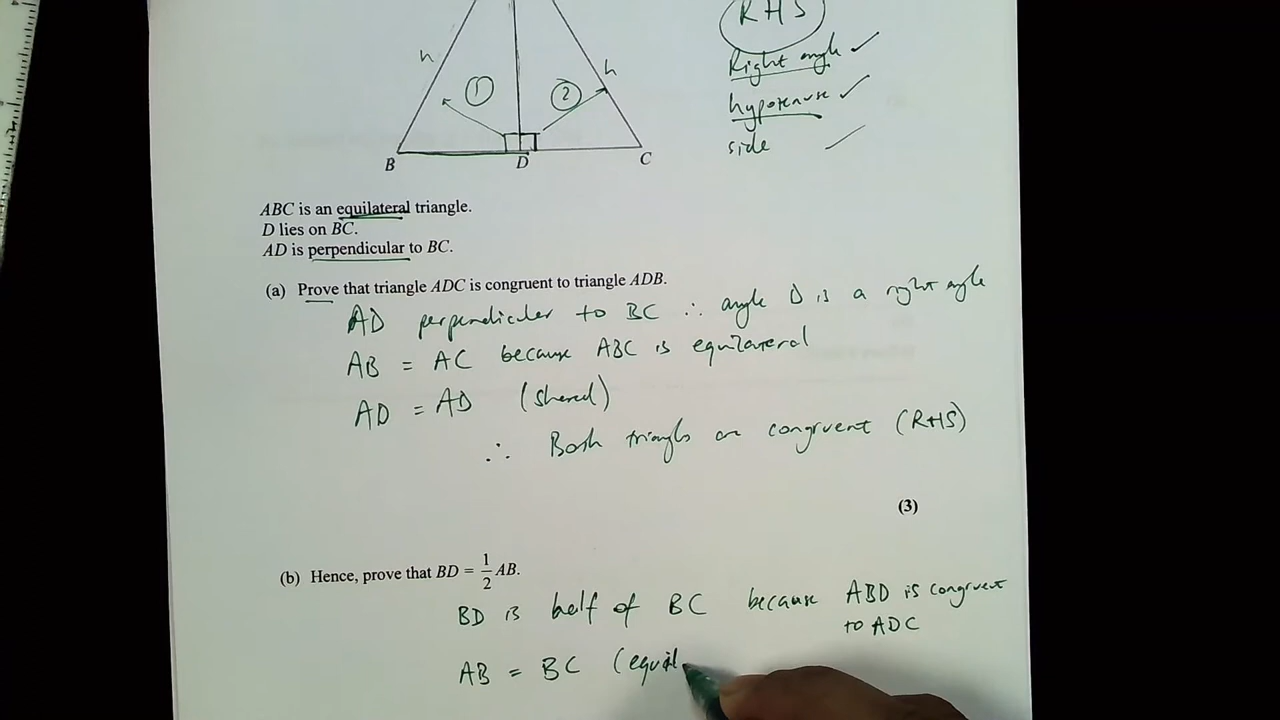 RHS
Right angle ✓
hypotenuse ✓
side
h
h
1
2
B
D
C
ABC is an equilateral triangle.
D lies on BC.
AD is perpendicular to BC.
(a) Prove that triangle ADC is congruent to triangle ADB.
AD perpendicular to BC ∴ angle D is a right angle
AB = AC because ABC is equilateral
AD = AD (shared)
∴ Both triangles are congruent (RHS)
(3)
(b) Hence, prove that BD = 1/2 AB.
BD is half of BC because ABD is congruent
to ADC
AB = BC (equil